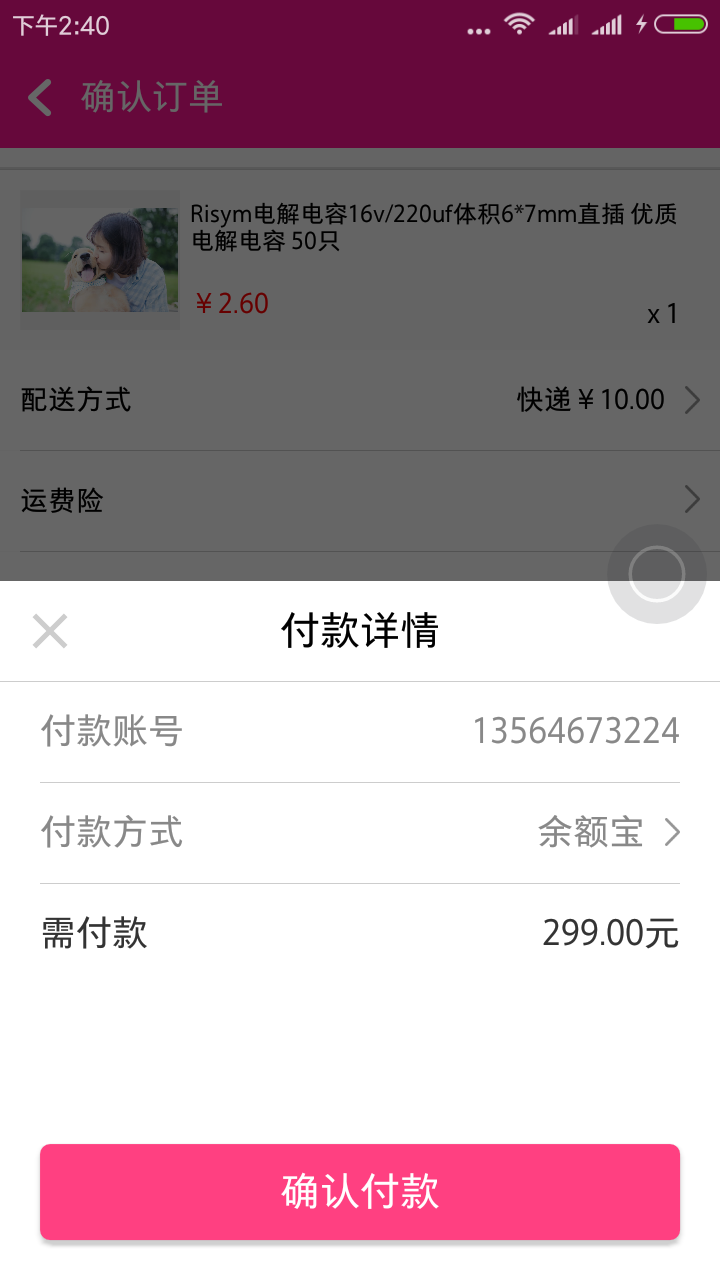 下午2:40
确认订单
Risym电解电容16v/220uf体积6*7mm直插 优质
电解电容 50只
¥ 2.60
x 1
配送方式 快递 ¥ 10.00
运费险
付款详情
付款账号 13564673224
付款方式 余额宝
需付款 299.00元
确认付款